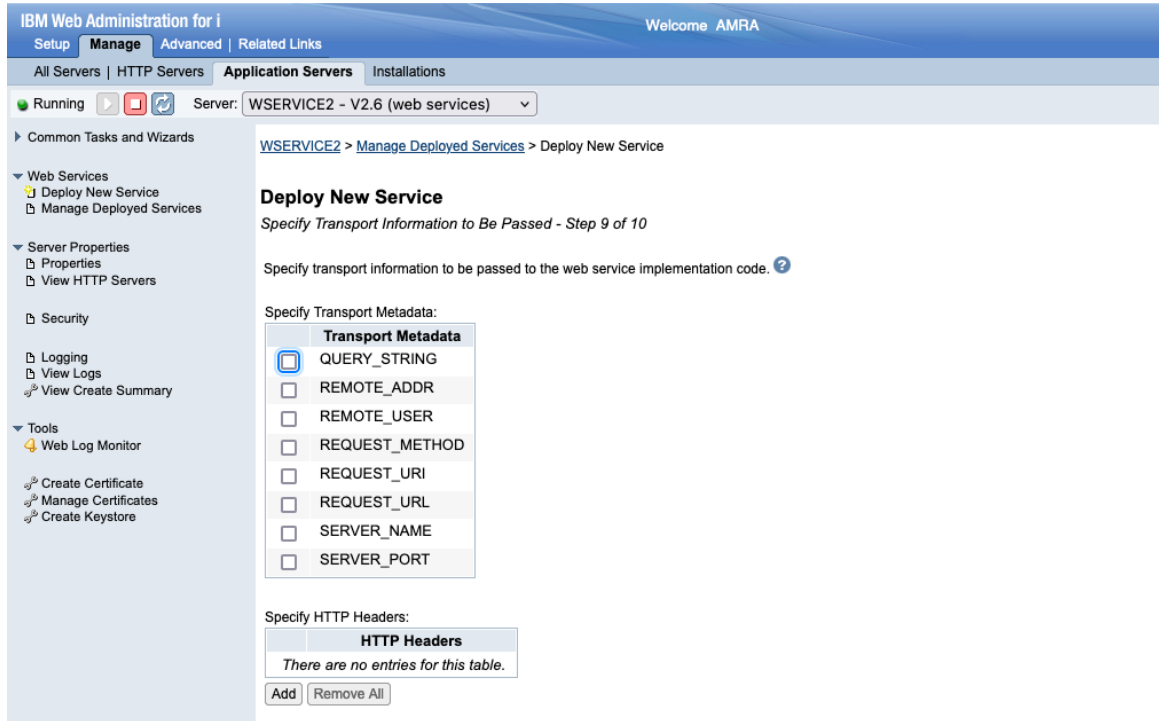 IBM Web Administration for i
Welcome AMRA
Setup Manage Advanced | Related Links
All Servers | HTTP Servers Application Servers Installations
Running Server: WSERVICE2 - V2.6 (web services)
Common Tasks and Wizards
Web Services
Deploy New Service
Manage Deployed Services
Server Properties
Properties
View HTTP Servers
Security
Logging
View Logs
View Create Summary
Tools
Web Log Monitor
Create Certificate
Manage Certificates
Create Keystore
WSERVICE2 > Manage Deployed Services > Deploy New Service
Deploy New Service
Specify Transport Information to Be Passed - Step 9 of 10
Specify transport information to be passed to the web service implementation code. ?
Specify Transport Metadata:
Transport Metadata
QUERY_STRING
REMOTE_ADDR
REMOTE_USER
REQUEST_METHOD
REQUEST_URI
REQUEST_URL
SERVER_NAME
SERVER_PORT
Specify HTTP Headers:
HTTP Headers
There are no entries for this table.
Add Remove All